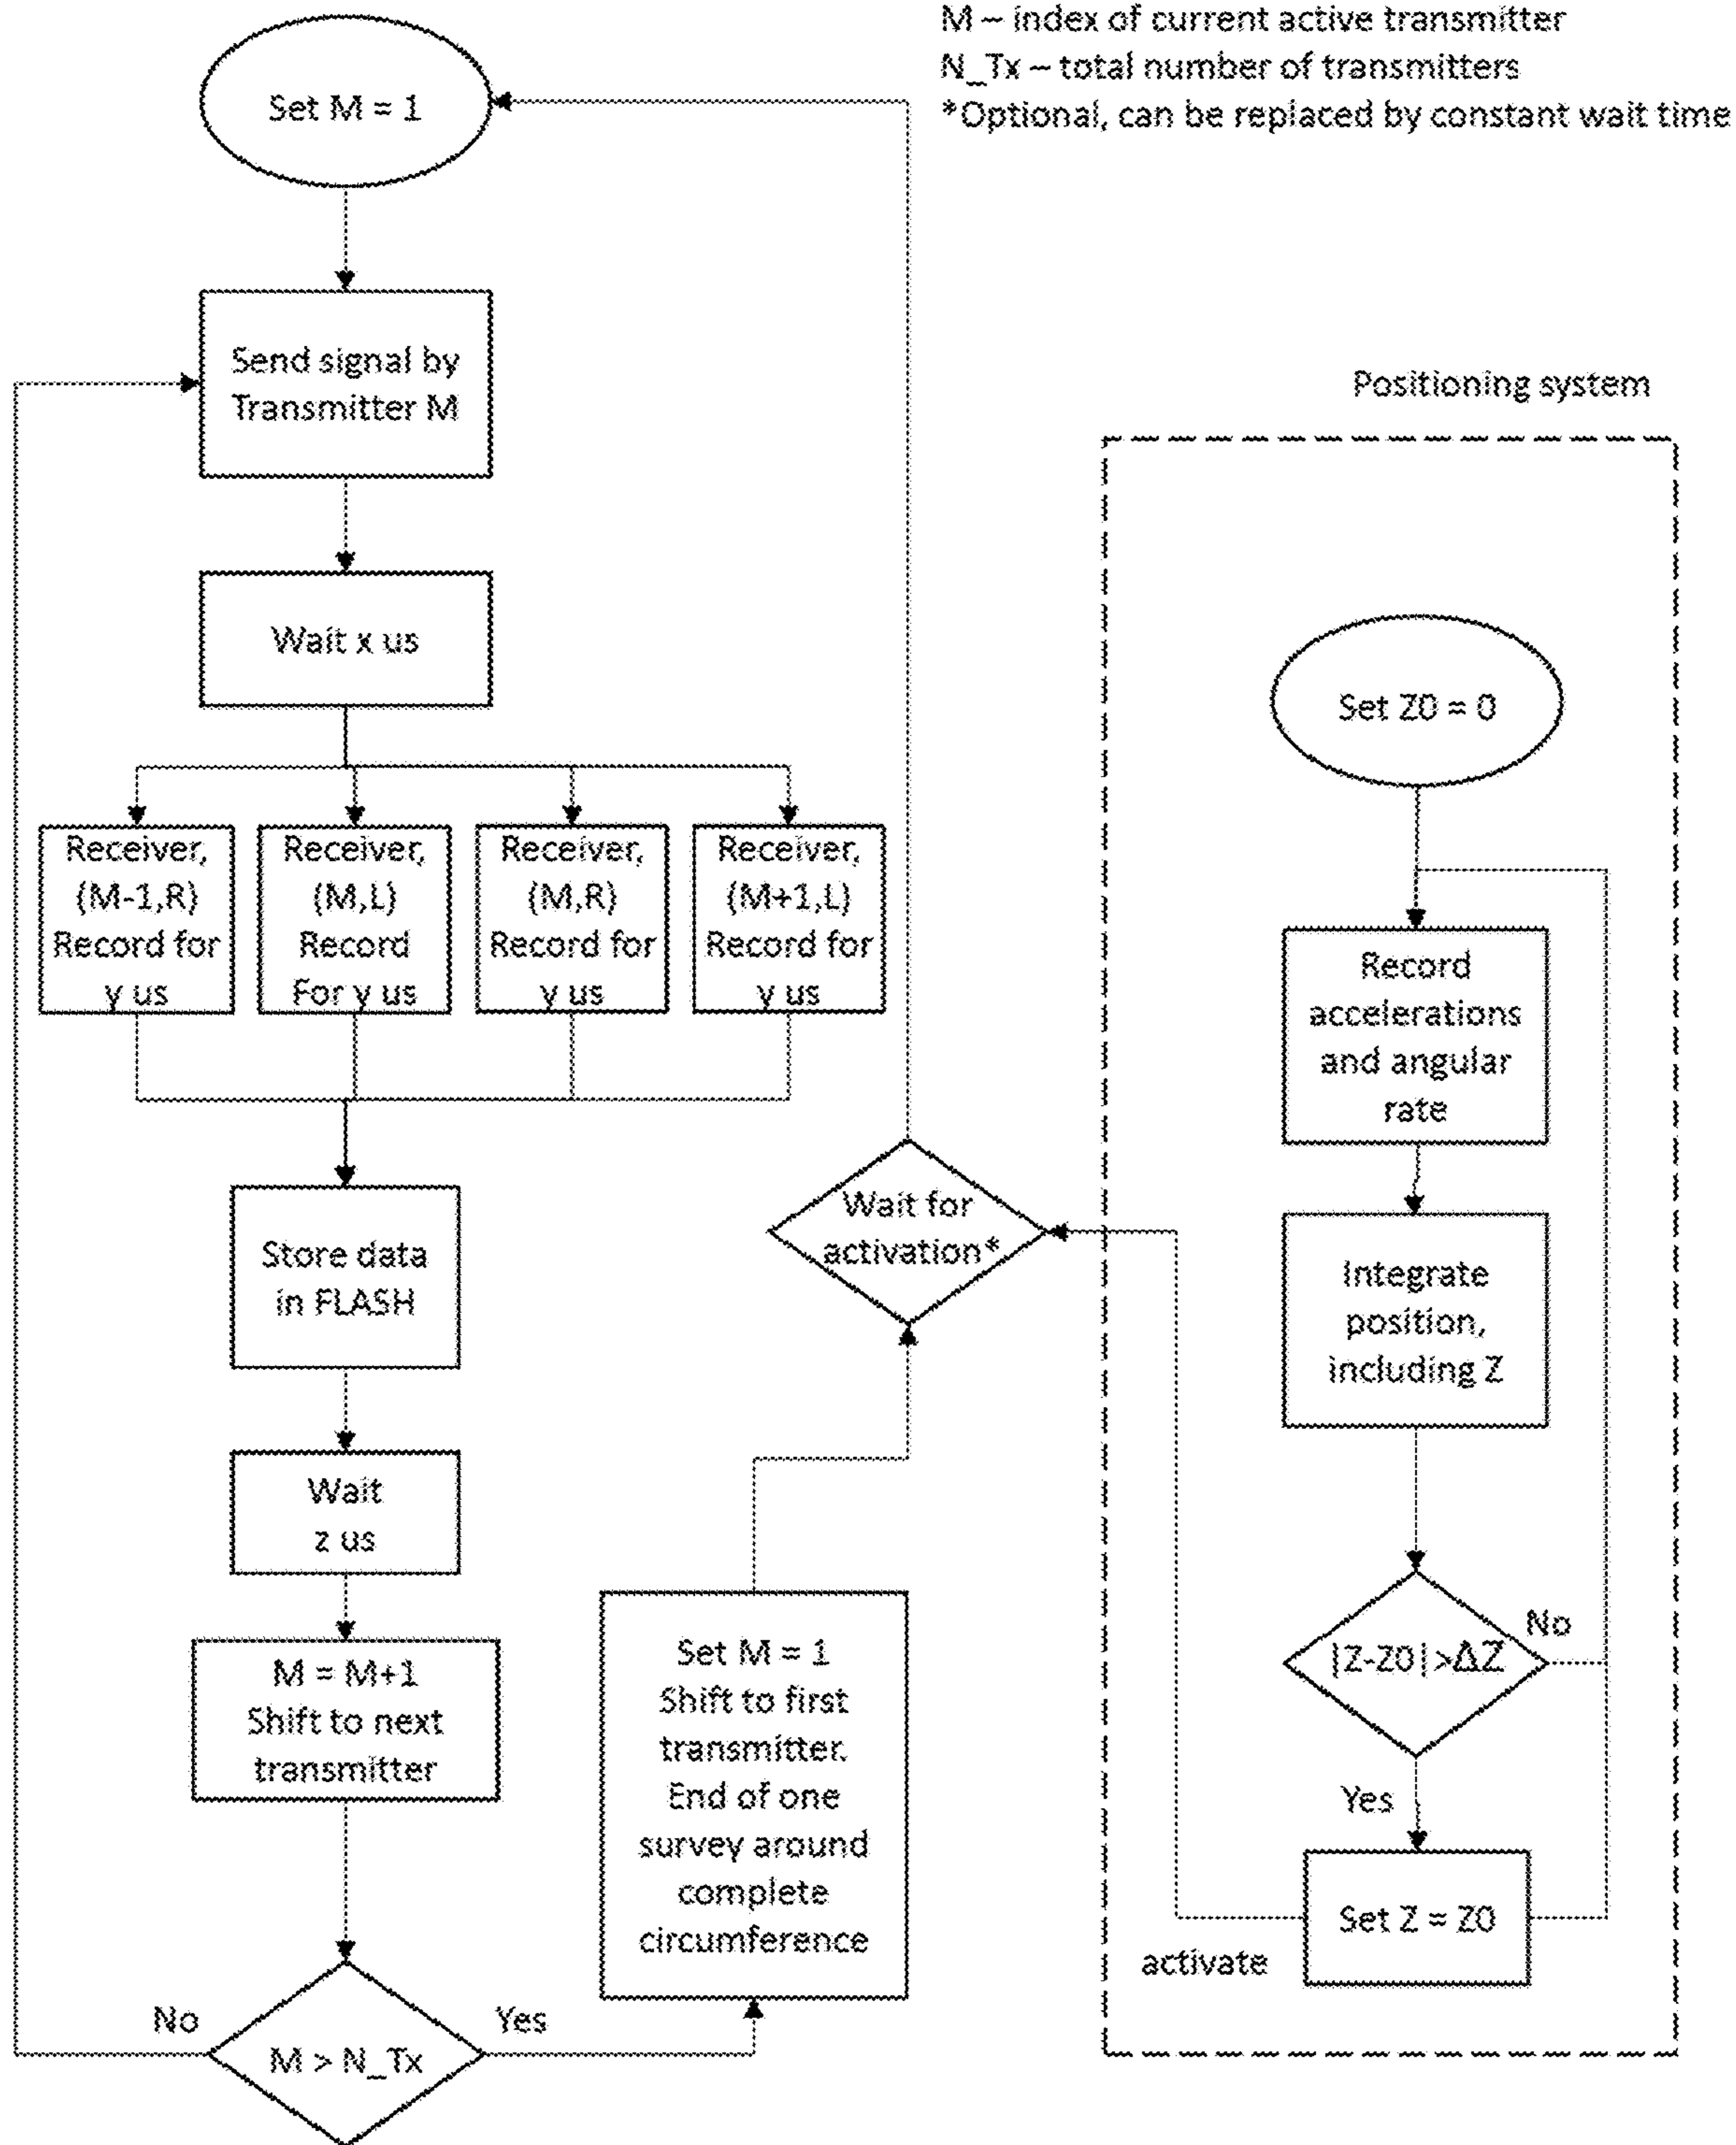 M – index of current active transmitter
N_Tx – total number of transmitters
*Optional, can be replaced by constant wait time
Set M = 1
Send signal by
Transmitter M
Wait x us
Receiver,
(M-1,R)
Record for
y us
Receiver,
(M,L)
Record
For y us
Receiver,
(M,R)
Record for
y us
Receiver,
(M+1,L)
Record for
y us
Store data
in FLASH
Wait
z us
M = M+1
Shift to next
transmitter
M > N_Tx
No
Yes
Set M = 1
Shift to first
transmitter.
End of one
survey around
complete
circumference
Wait for
activation*
Positioning system
Set Z0 = 0
Record
accelerations
and angular
rate
Integrate
position,
including Z
|Z-Z0|>ΔZ
No
Yes
Set Z = Z0
activate